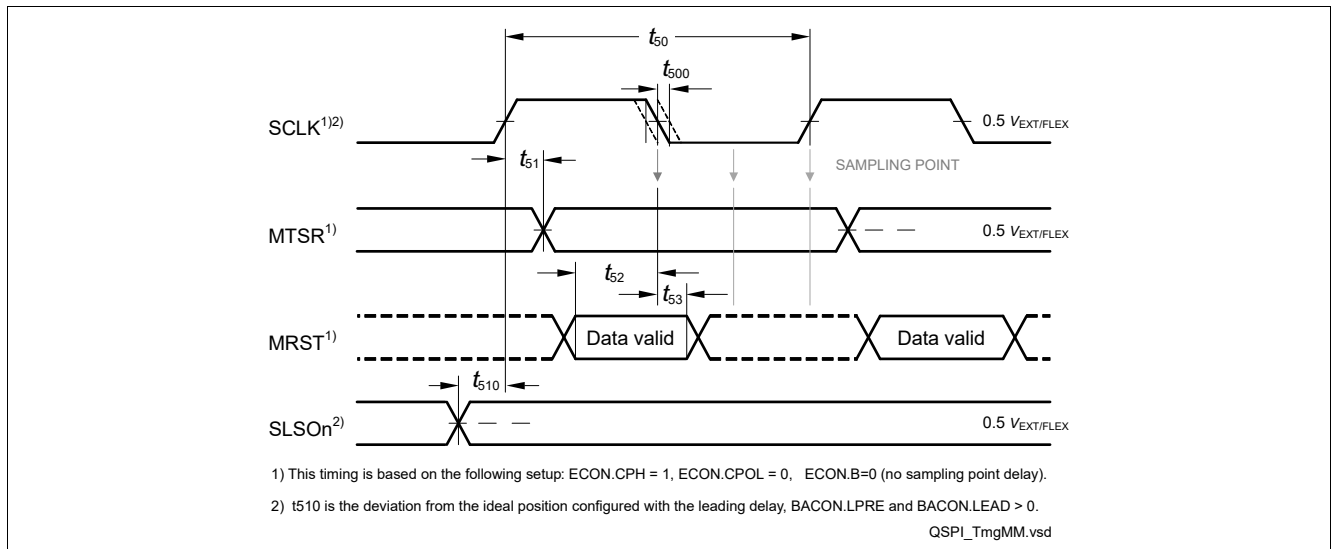 t50
t500
SCLK1)2)
0.5 VEXT/FLEX
t51
SAMPLING POINT
MTSR1)
0.5 VEXT/FLEX
t52
t53
MRST1)
Data valid
Data valid
t510
SLSOn2)
0.5 VEXT/FLEX
1) This timing is based on the following setup: ECON.CPH = 1, ECON.CPOL = 0, ECON.B=0 (no sampling point delay).
2) t510 is the deviation from the ideal position configured with the leading delay, BACON.LPRE and BACON.LEAD > 0.
QSPI_TmgMM.vsd